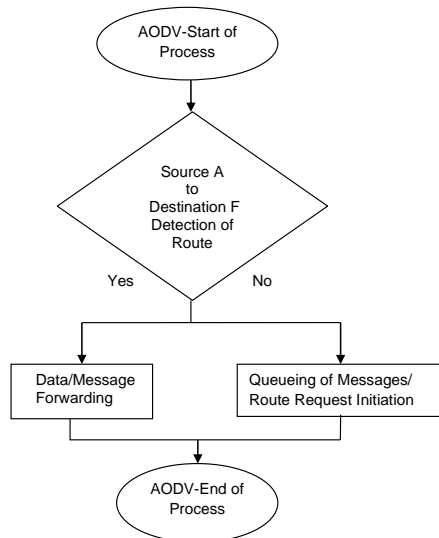 AODV-Start of
Process
Source A
to
Destination F
Detection of
Route
Yes
No
Data/Message
Forwarding
Queueing of Messages/
Route Request Initiation
AODV-End of
Process